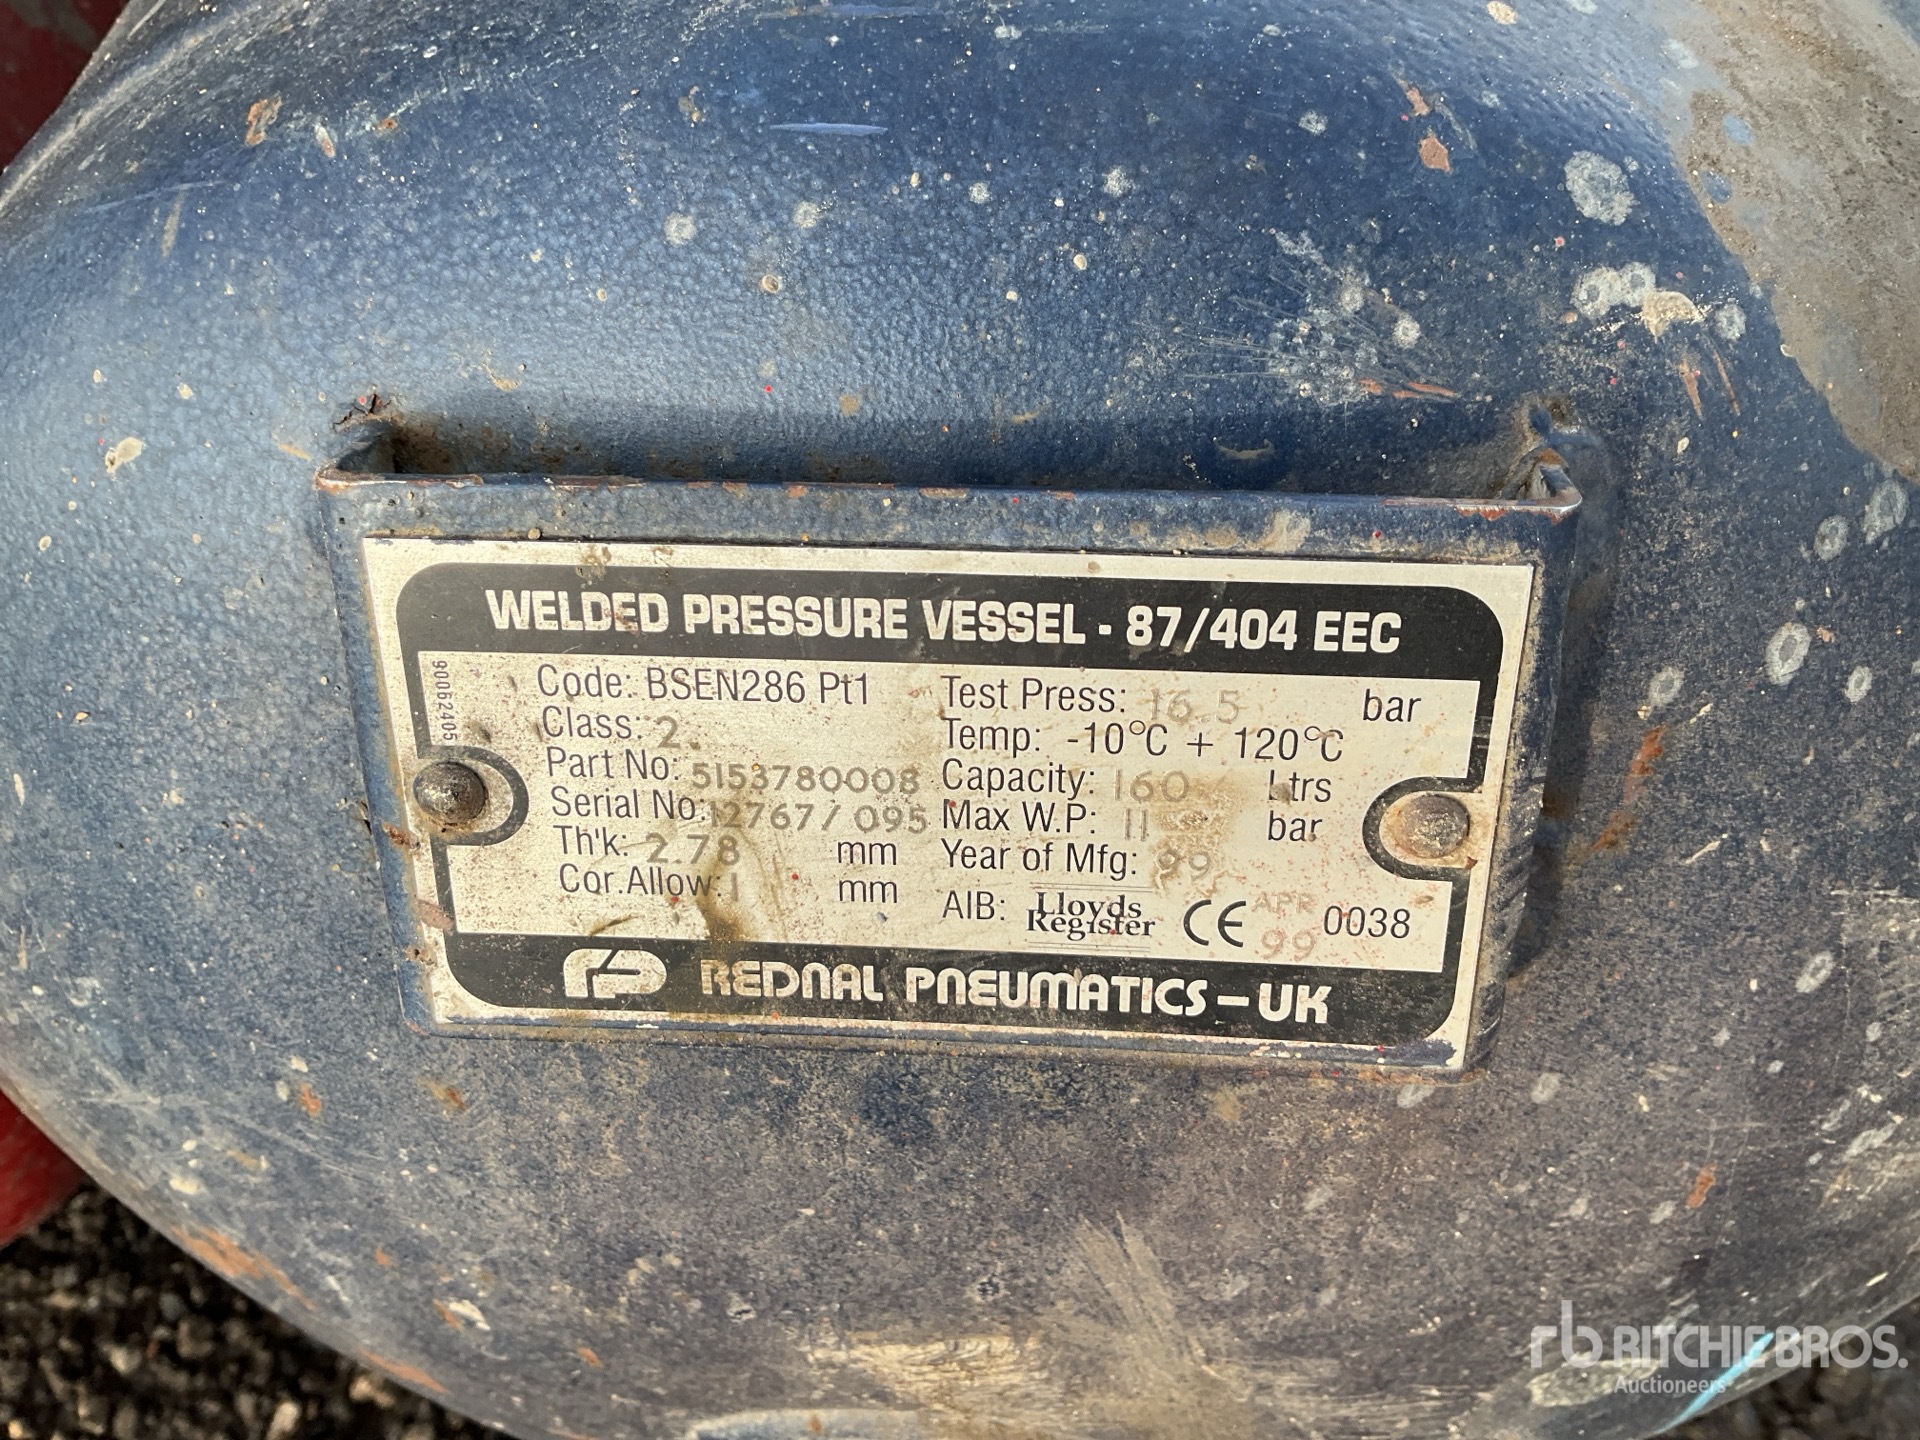 WELDED PRESSURE VESSEL - 87/404 EEC
90062405
Code: BSEN286 Pt1
Class: 2.
Part No: 5153780008
Serial No: 12767/095
Th'k: 2.78 mm
Cor.Allow: 1 mm
Test Press: 16.5 bar
Temp: -10°C + 120°C
Capacity: 160 Ltrs
Max W.P: 11 bar
Year of Mfg: 99
AIB: Lloyds Register CE APR 99 0038
REDNAL PNEUMATICS - UK
rb RITCHIE BROS.
Auctioneers